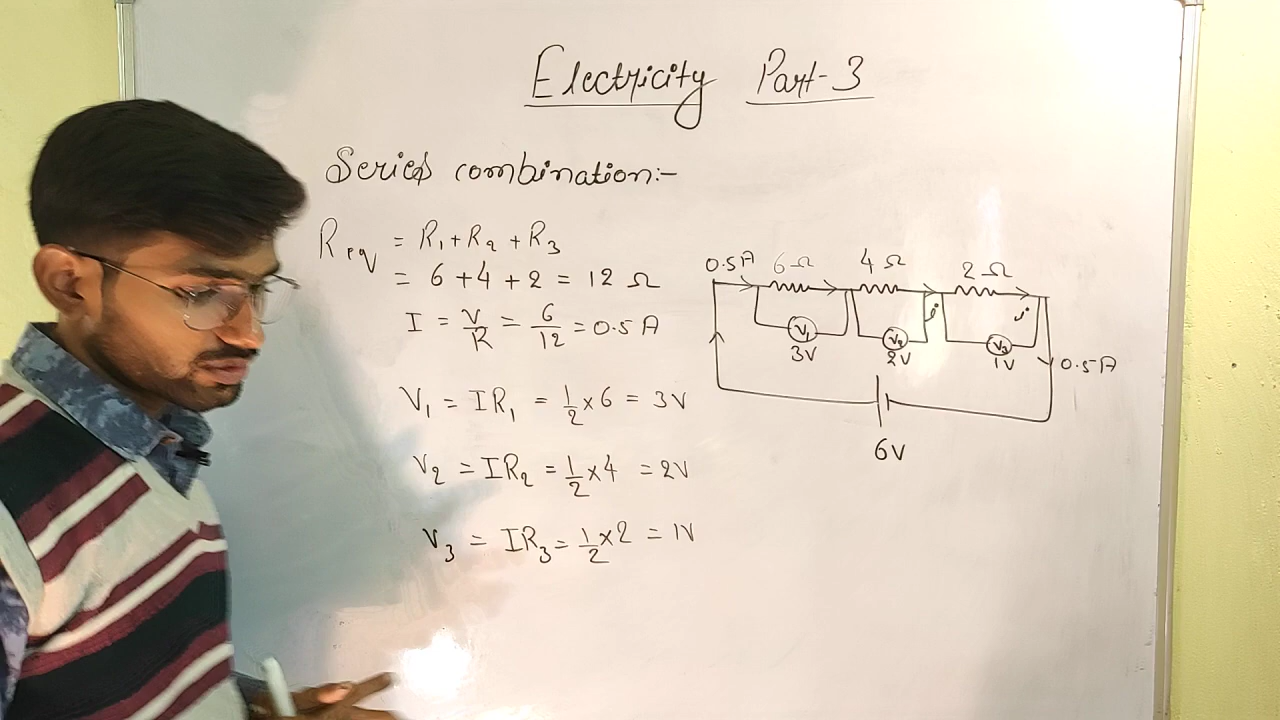 Electricity Part-3
Series combination:-
Req = R₁ + R₂ + R₃
= 6 + 4 + 2 = 12 Ω
I = V/R = 6/12 = 0.5 A
V₁ = IR₁ = 1/2 × 6 = 3V
V₂ = IR₂ = 1/2 × 4 = 2V
V₃ = IR₃ = 1/2 × 2 = 1V
0.5A 6Ω 4Ω 2Ω
i i
V₁ V₂ V₃
3V 2V 1V
0.5A
6V